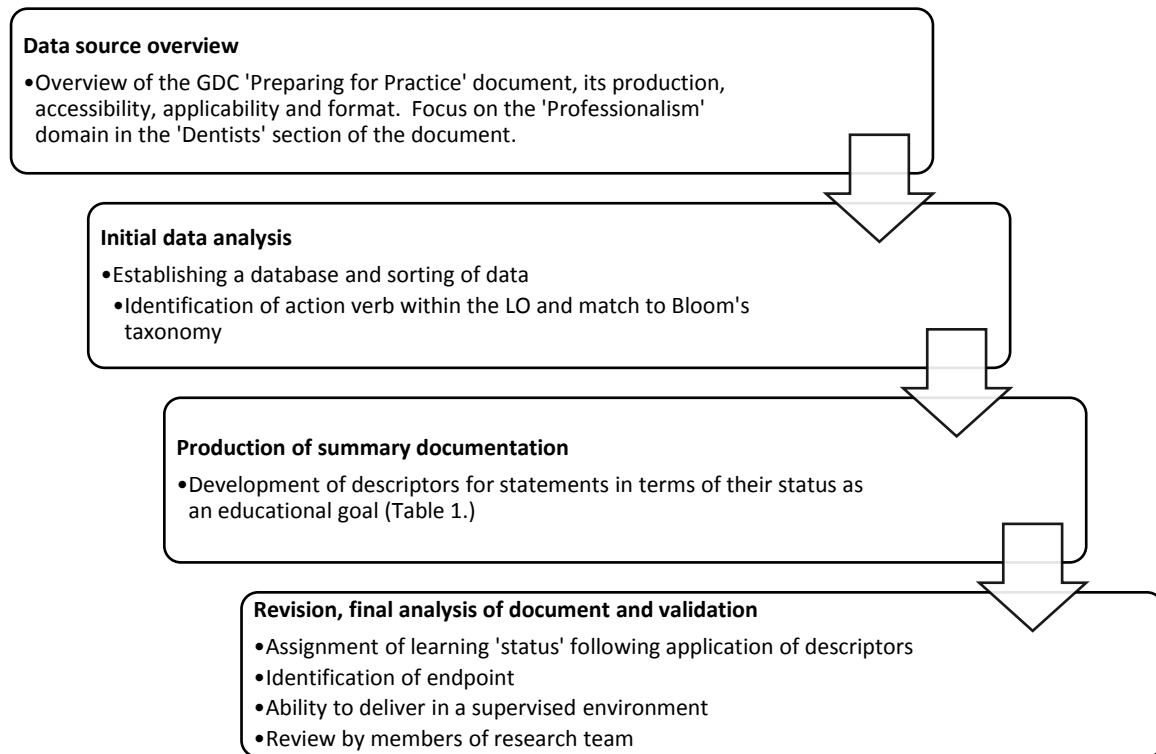 Data source overview
•Overview of the GDC 'Preparing for Practice' document, its production,
accessibility, applicability and format.  Focus on the 'Professionalism'
domain in the 'Dentists' section of the document.
Initial data analysis
•Establishing a database and sorting of data
•Identification of action verb within the LO and match to Bloom's
taxonomy
Production of summary documentation
•Development of descriptors for statements in terms of their status as
an educational goal (Table 1.)
Revision, final analysis of document and validation
•Assignment of learning 'status' following application of descriptors
•Identification of endpoint
•Ability to deliver in a supervised environment
•Review by members of research team